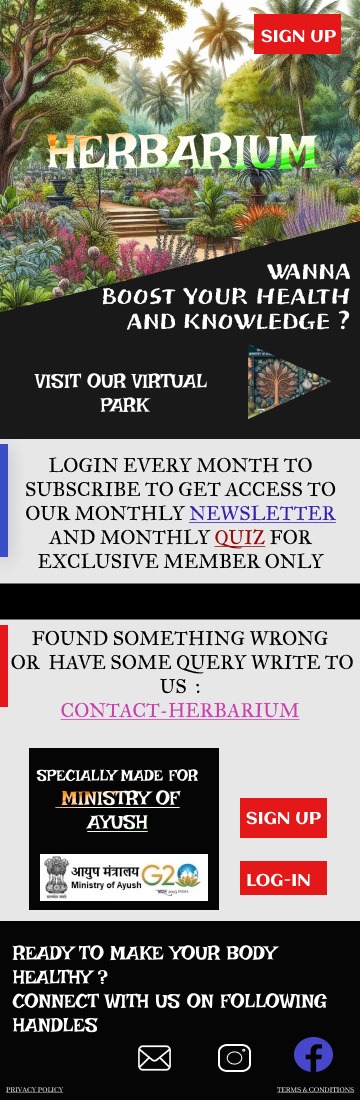 SIGN UP
HERBARIUM
WANNA
BOOST YOUR HEALTH
AND KNOWLEDGE ?
VISIT OUR VIRTUAL
PARK
LOGIN EVERY MONTH TO
SUBSCRIBE TO GET ACCESS TO
OUR MONTHLY NEWSLETTER
AND MONTHLY QUIZ FOR
EXCLUSIVE MEMBER ONLY
FOUND SOMETHING WRONG
OR HAVE SOME QUERY WRITE TO
US :
CONTACT-HERBARIUM
SPECIALLY MADE FOR
MINISTRY OF
AYUSH
आयुष मंत्रालय
Ministry of Ayush
G20
SIGN UP
LOG-IN
READY TO MAKE YOUR BODY
HEALTHY ?
CONNECT WITH US ON FOLLOWING
HANDLES
PRIVACY POLICY
TERMS & CONDITIONS